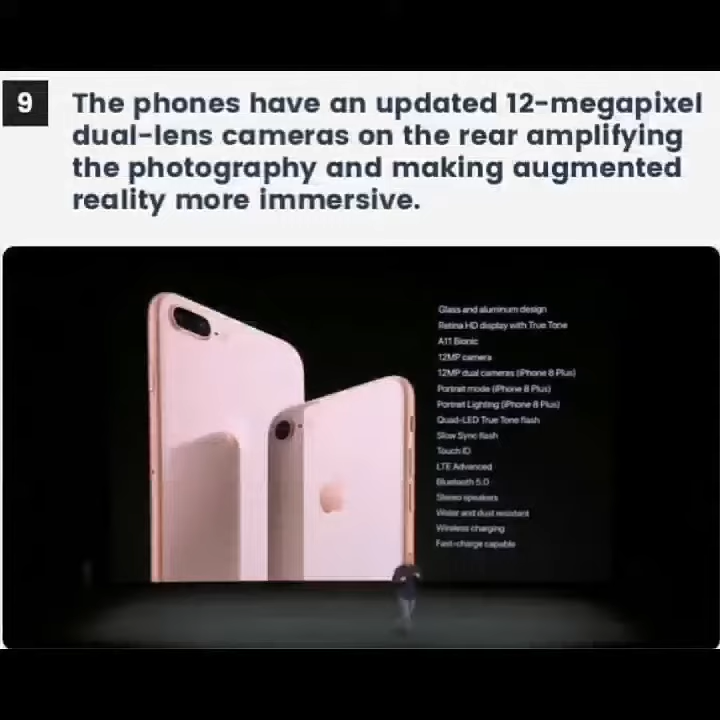 9
The phones have an updated 12-megapixel
dual-lens cameras on the rear amplifying
the photography and making augmented
reality more immersive.
Glass and aluminum design
Retina HD display with True Tone
A11 Bionic
12MP camera
12MP dual cameras (iPhone 8 Plus)
Portrait mode (iPhone 8 Plus)
Portrait Lighting (iPhone 8 Plus)
Quad-LED True Tone flash
Slow Sync flash
Touch ID
LTE Advanced
Bluetooth 5.0
Stereo speakers
Water and dust resistant
Wireless charging
Fast-charge capable